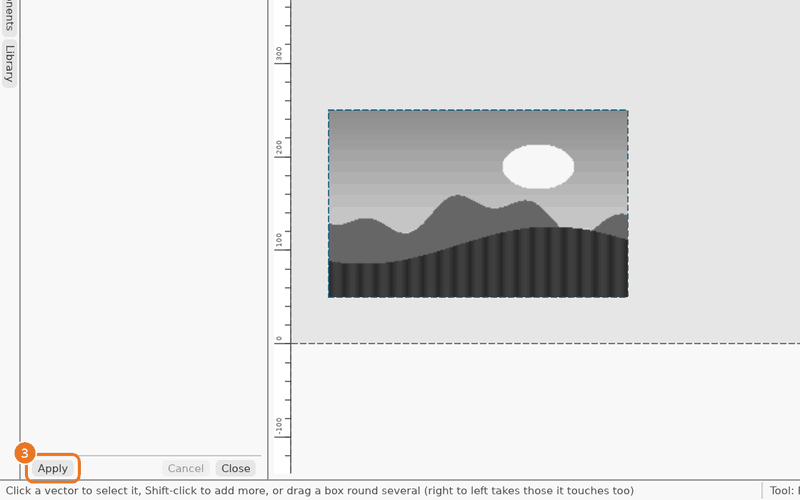 Library
300
200
100
0
-100
3
Apply
Cancel
Close
Click a vector to select it, Shift-click to add more, or drag a box round several (right to left takes those it touches too)
Tool: